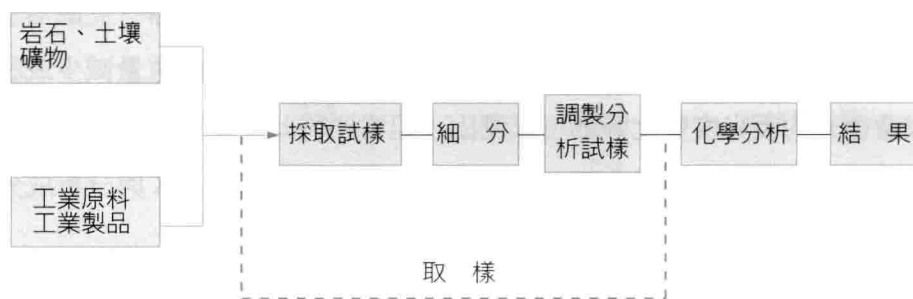 岩石、土壤
礦物
採取試樣
細 分
調製分
析試樣
化學分析
結 果
工業原料
工業製品
取 樣